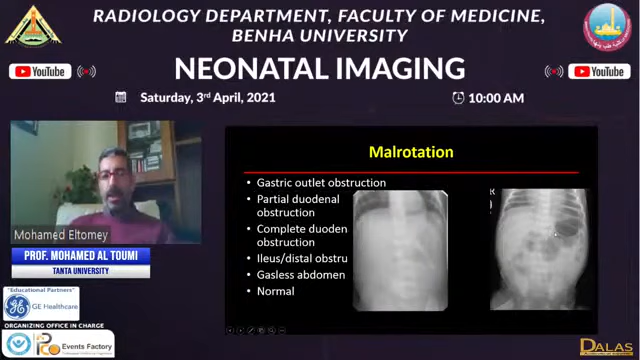 RADIOLOGY DEPARTMENT, FACULTY OF MEDICINE,
BENHA UNIVERSITY
YouTube
NEONATAL IMAGING
YouTube
Saturday, 3rd April, 2021
10:00 AM
Mohamed Eltomey
PROF. MOHAMED AL TOUMI
TANTA UNIVERSITY
"Educational Partners"
GE Healthcare
ORGANIZING OFFICE IN CHARGE
Events Factory
Malrotation
• Gastric outlet obstruction
• Partial duodenal
obstruction
• Complete duoden
obstruction
• Ileus/distal obstru
• Gasless abdomen
• Normal
R
DALAS